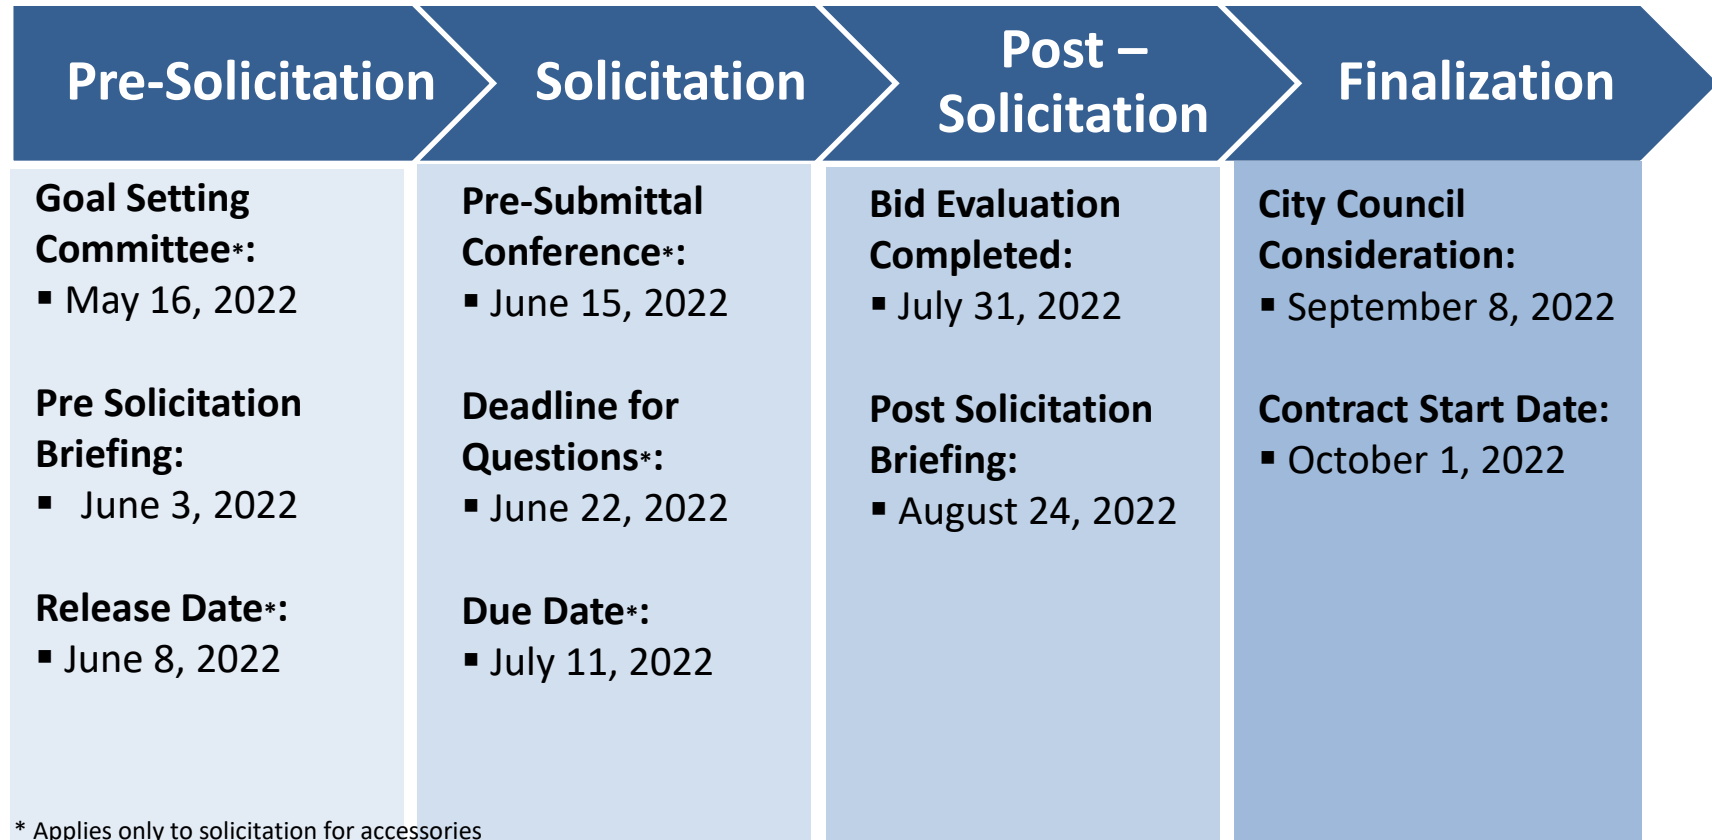 Pre-Solicitation
Solicitation
Post –
Solicitation
Finalization
Goal Setting
Committee*:
▪ May 16, 2022
Pre Solicitation
Briefing:
▪ June 3, 2022
Release Date*:
▪ June 8, 2022
Pre-Submittal
Conference*:
▪ June 15, 2022
Deadline for
Questions*:
▪ June 22, 2022
Due Date*:
▪ July 11, 2022
Bid Evaluation
Completed:
▪ July 31, 2022
Post Solicitation
Briefing:
▪ August 24, 2022
City Council
Consideration:
▪ September 8, 2022
Contract Start Date:
▪ October 1, 2022
* Applies only to solicitation for accessories